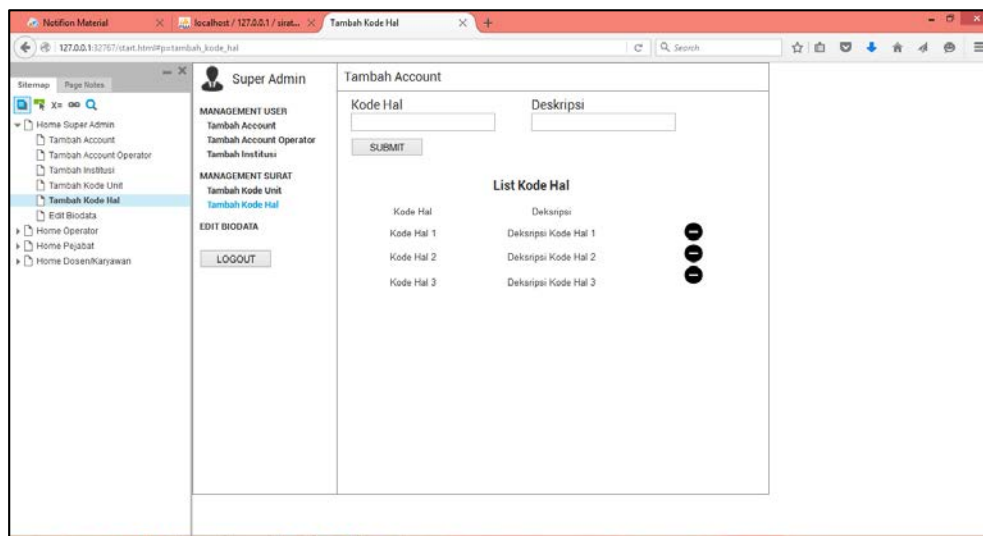 Notifion Material
localhost / 127.0.0.1 / sirat...
Tambah Kode Hal
127.0.0.1:32767/start.html#p=tambah_kode_hal
Search
Sitemap
Page Notes
X=
Home Super Admin
Tambah Account
Tambah Account Operator
Tambah Institusi
Tambah Kode Unit
Tambah Kode Hal
Edit Biodata
Home Operator
Home Pejabat
Home Dosen/Karyawan
Super Admin
MANAGEMENT USER
Tambah Account
Tambah Account Operator
Tambah Institusi
MANAGEMENT SURAT
Tambah Kode Unit
Tambah Kode Hal
EDIT BIODATA
LOGOUT
Tambah Account
Kode Hal Deskripsi
SUBMIT
List Kode Hal
Kode Hal Deksripsi
Kode Hal 1 Deksripsi Kode Hal 1
Kode Hal 2 Deksripsi Kode Hal 2
Kode Hal 3 Deksripsi Kode Hal 3